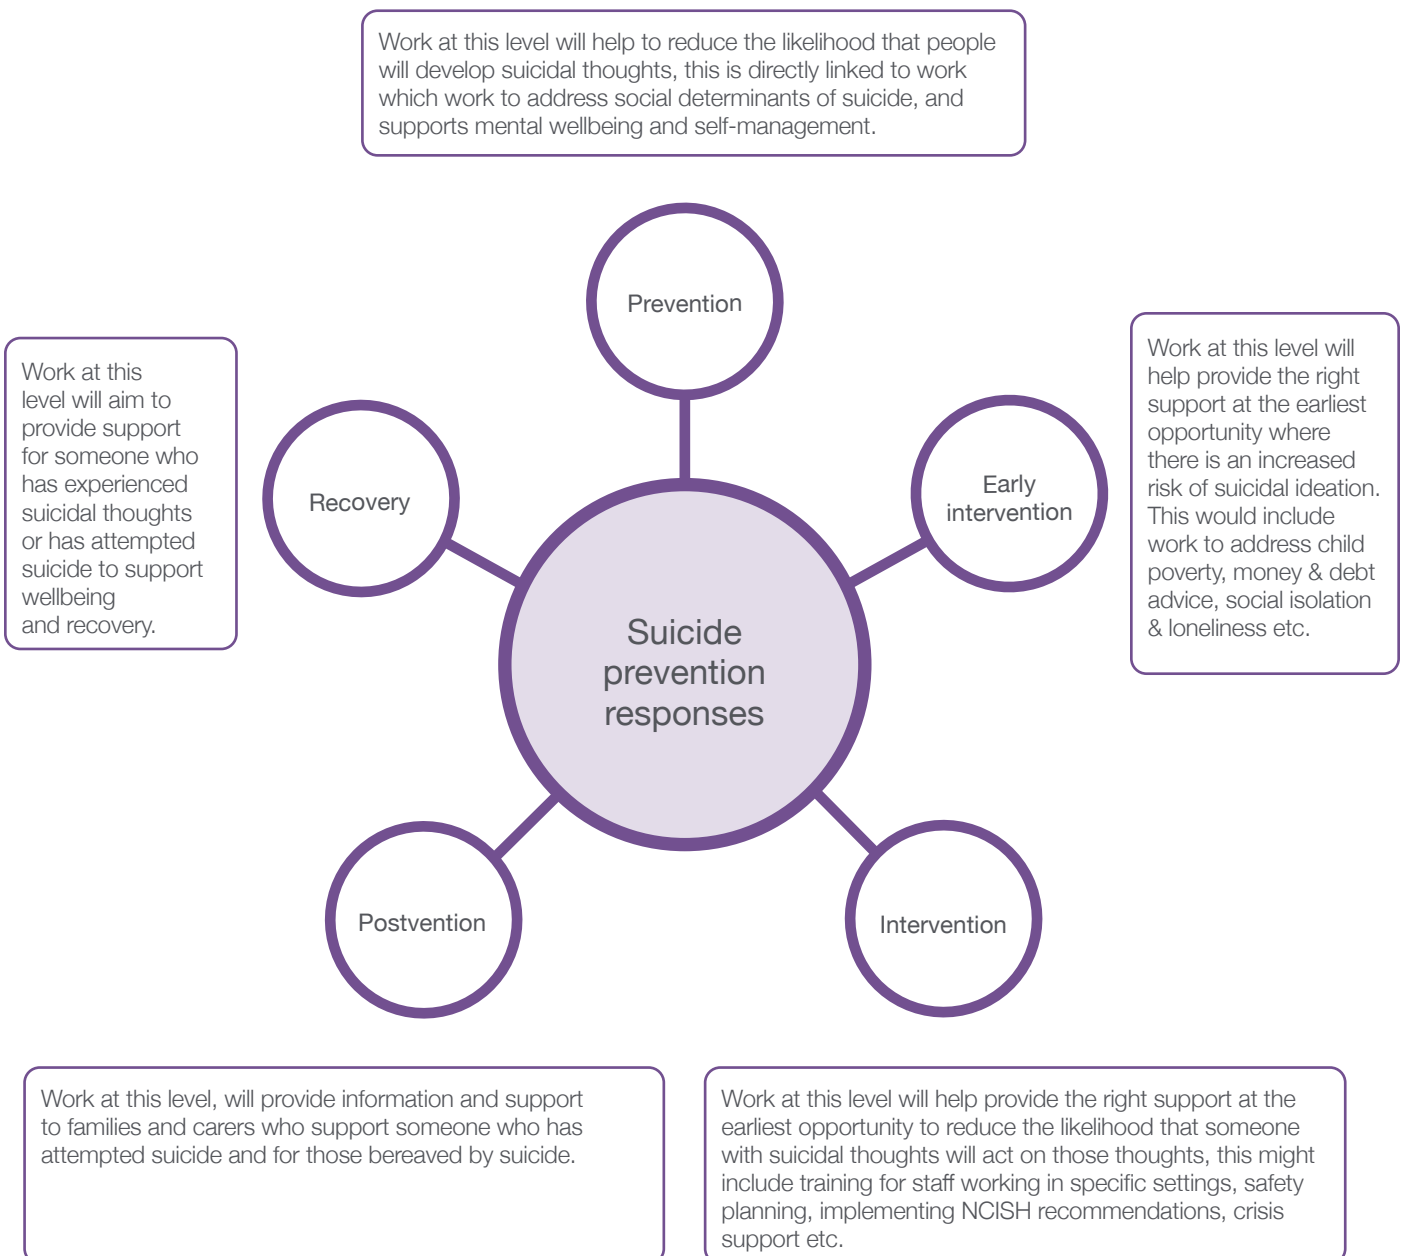 Work at this level will help to reduce the likelihood that people
will develop suicidal thoughts, this is directly linked to work
which work to address social determinants of suicide, and
supports mental wellbeing and self-management.
Prevention
Work at this level will
help provide the right
support at the earliest
opportunity where
there is an increased
risk of suicidal ideation.
This would include
work to address child
poverty, money & debt
advice, social isolation
& loneliness etc.
Early
intervention
Work at this
level will aim to
provide support
for someone who
has experienced
suicidal thoughts
or has attempted
suicide to support
wellbeing
and recovery.
Recovery
Suicide
prevention
responses
Postvention
Intervention
Work at this level, will provide information and support
to families and carers who support someone who has
attempted suicide and for those bereaved by suicide.
Work at this level will help provide the right support at the
earliest opportunity to reduce the likelihood that someone
with suicidal thoughts will act on those thoughts, this might
include training for staff working in specific settings, safety
planning, implementing NCISH recommendations, crisis
support etc.